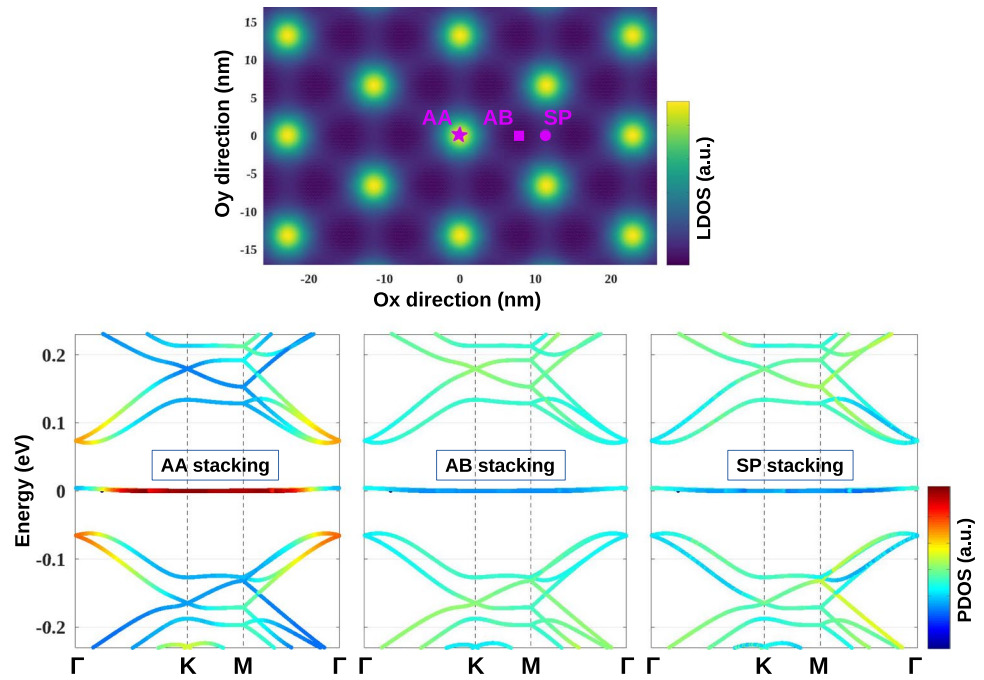 15
10
5
0
-5
-10
-15
Oy direction (nm)
AA AB SP
-20 -10 0 10 20
Ox direction (nm)
LDOS (a.u.)
0.2
0.1
0
-0.1
-0.2
Energy (eV)
AA stacking
AB stacking
SP stacking
PDOS (a.u.)
Γ K M Γ
Γ K M Γ
Γ K M Γ